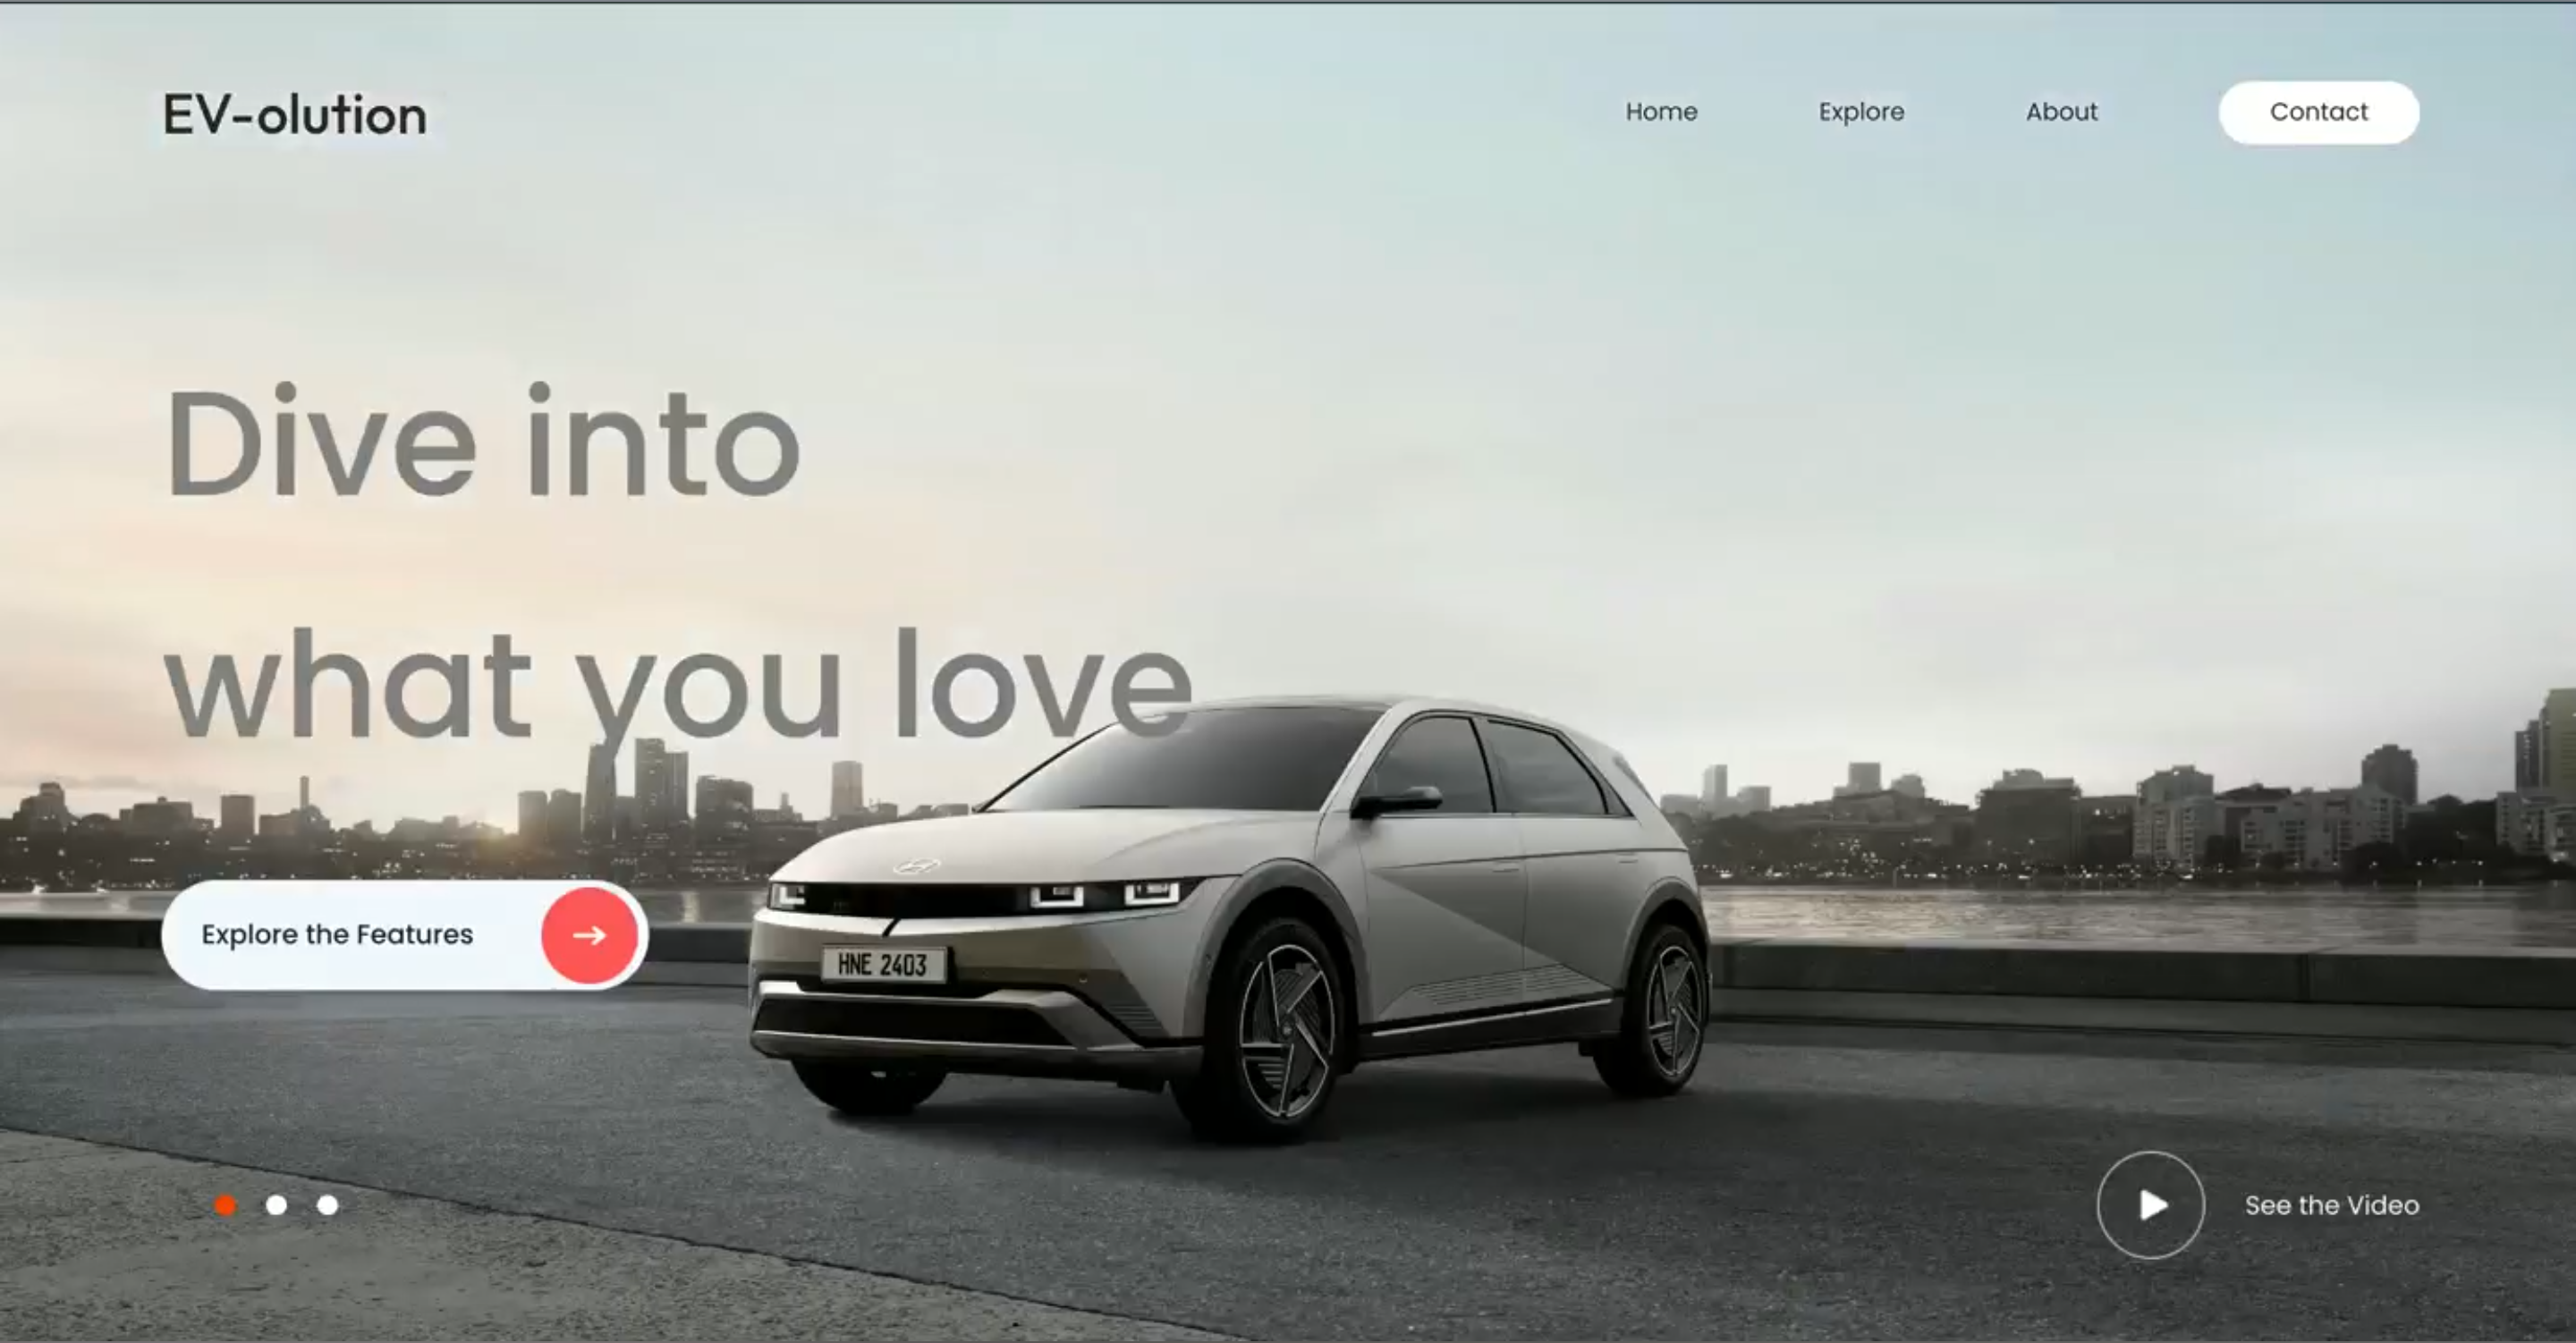 EV-olution
Home
Explore
About
Contact
Dive into
what you love
Explore the Features
HNE 2403
See the Video